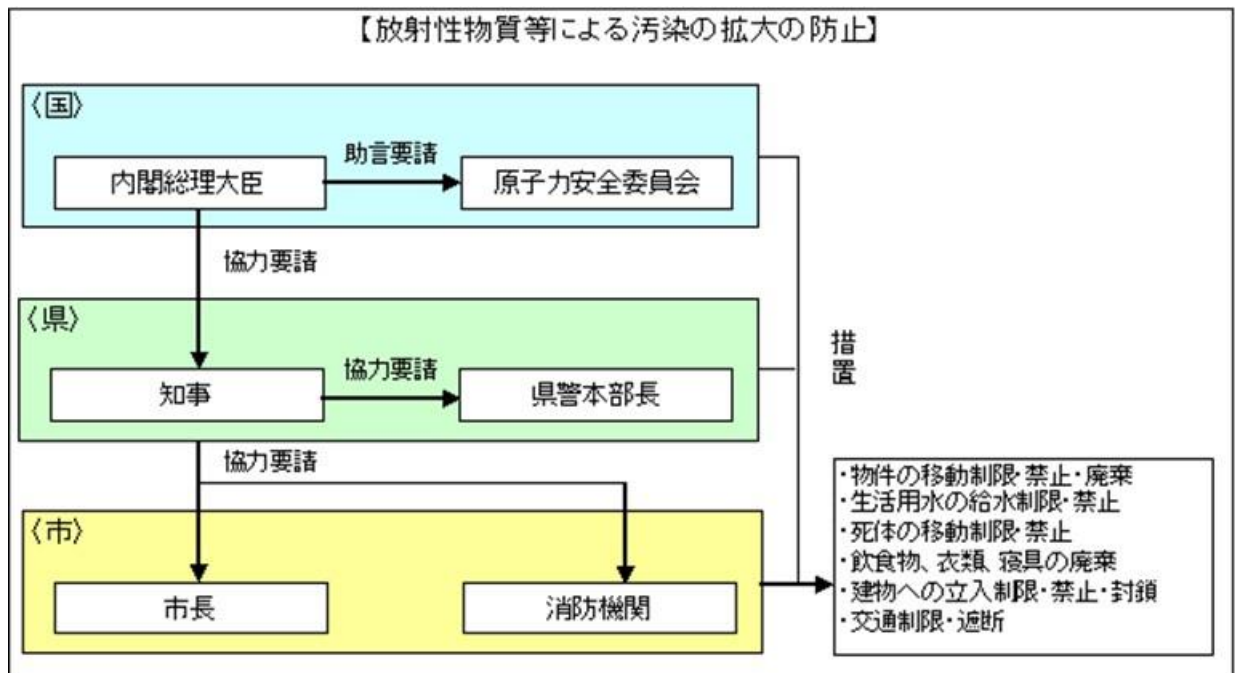 【放射性物質等による汚染の拡大の防止】
〈国〉
助言要請
内閣総理大臣
原子力安全委員会
協力要請
〈県〉
協力要請
知事
県警本部長
措
置
協力要請
・物件の移動制限・禁止・廃棄
・生活用水の給水制限・禁止
・死体の移動制限・禁止
・飲食物、衣類、寝具の廃棄
・建物への立入制限・禁止・封鎖
・交通制限・遮断
〈市〉
市長
消防機関